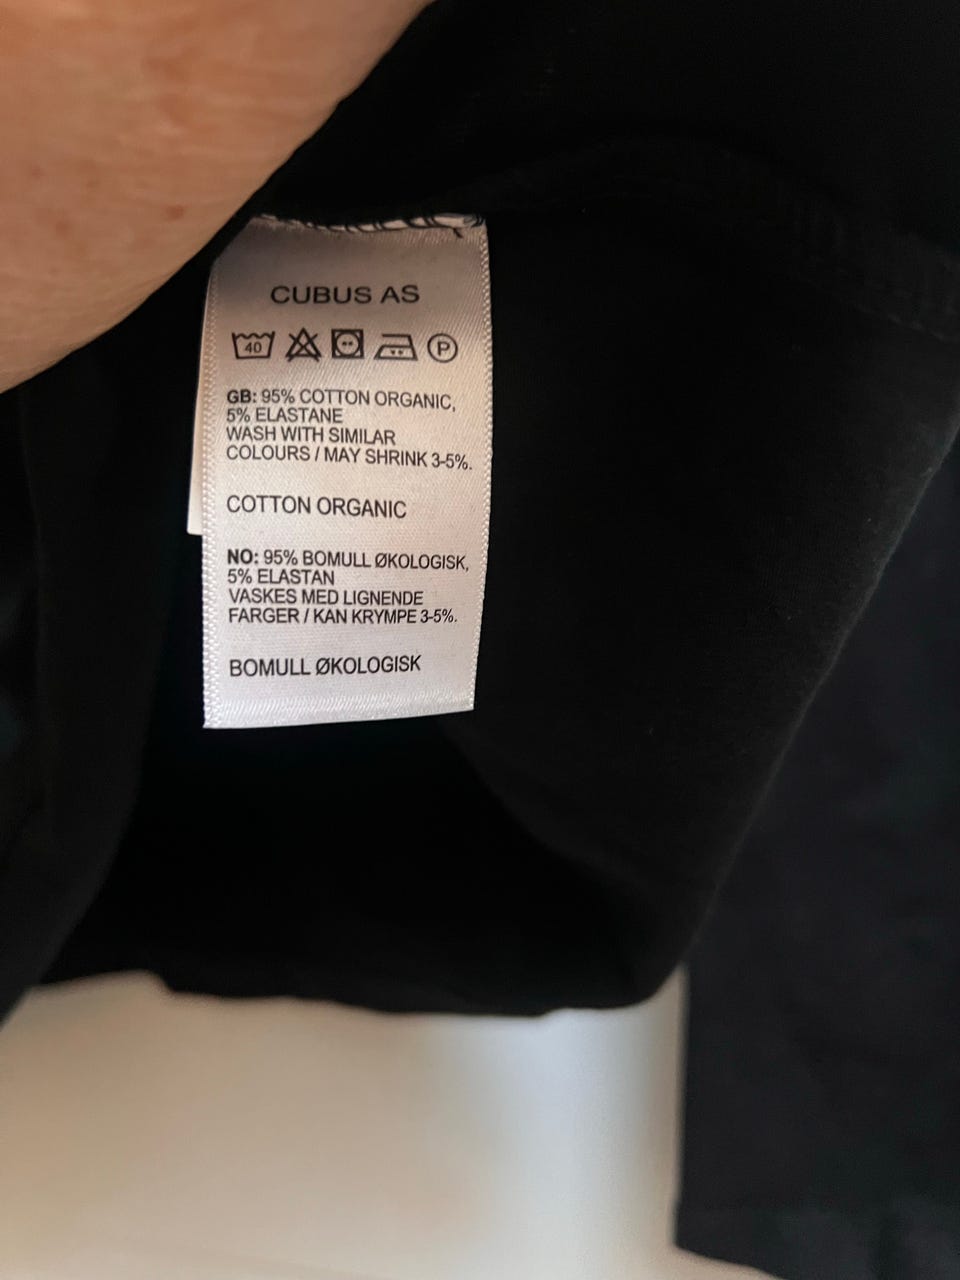 CUBUS AS
40 P
GB: 95% COTTON ORGANIC,
5% ELASTANE
WASH WITH SIMILAR
COLOURS / MAY SHRINK 3-5%.
COTTON ORGANIC
NO: 95% BOMULL ØKOLOGISK,
5% ELASTAN
VASKES MED LIGNENDE
FARGER / KAN KRYMPE 3-5%.
BOMULL ØKOLOGISK